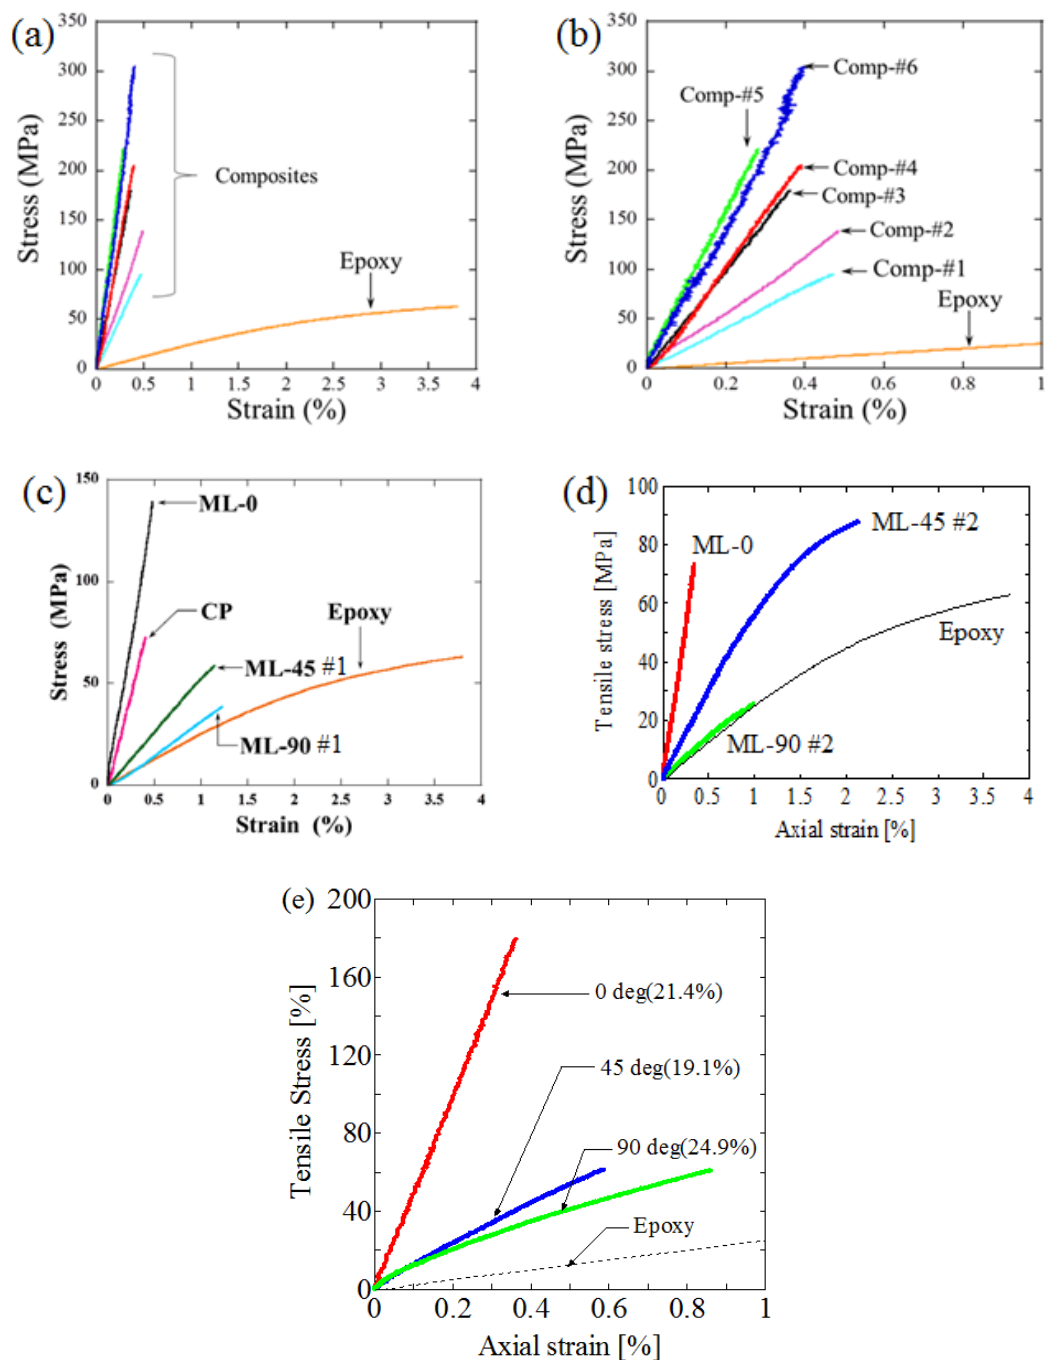 (a)
350
300
250
200
150
100
50
0
Stress (MPa)
Composites
Epoxy
0 0.5 1 1.5 2 2.5 3 3.5 4
Strain (%)
(b)
350
300
250
200
150
100
50
0
Stress (MPa)
Comp-#6
Comp-#5
Comp-#4
Comp-#3
Comp-#2
Comp-#1
Epoxy
0 0.2 0.4 0.6 0.8 1
Strain (%)
(c)
150
100
50
0
Stress (MPa)
ML-0
CP
Epoxy
ML-45 #1
ML-90 #1
0 0.5 1 1.5 2 2.5 3 3.5 4
Strain (%)
(d)
100
80
60
40
20
0
Tensile stress [MPa]
ML-45 #2
ML-0
Epoxy
ML-90 #2
0 0.5 1 1.5 2 2.5 3 3.5 4
Axial strain [%]
(e)
200
160
120
80
40
0
Tensile Stress [%]
0 deg(21.4%)
45 deg(19.1%)
90 deg(24.9%)
Epoxy
0 0.2 0.4 0.6 0.8 1
Axial strain [%]